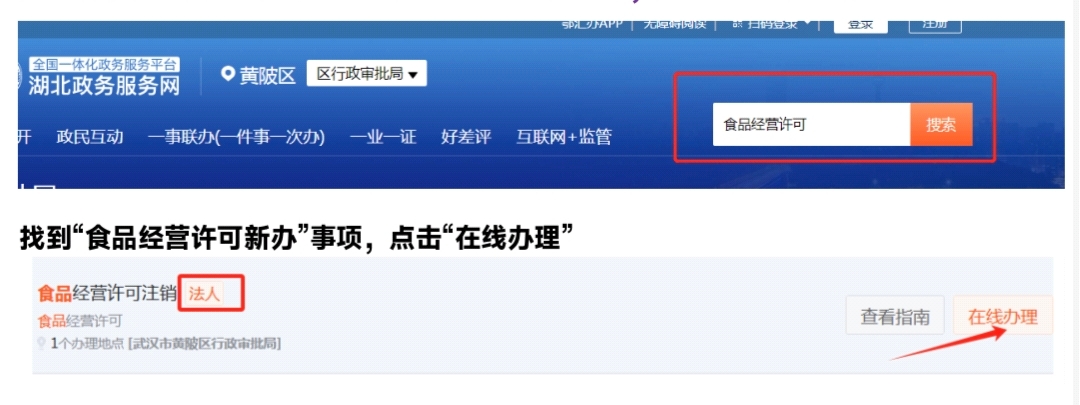 鄂汇办APP | 无障碍阅读 | 扫码登录 | 登录 注册
全国一体化政务服务平台
湖北政务服务网 黄陂区 区行政审批局▼
食品经营许可 搜索
开 政民互动 一事联办(一件事一次办) 一业一证 好差评 互联网+监管
找到“食品经营许可新办”事项，点击“在线办理”
食品经营许可注销 法人
食品经营许可
查看指南 在线办理
1个办理地点 [武汉市黄陂区行政审批局]